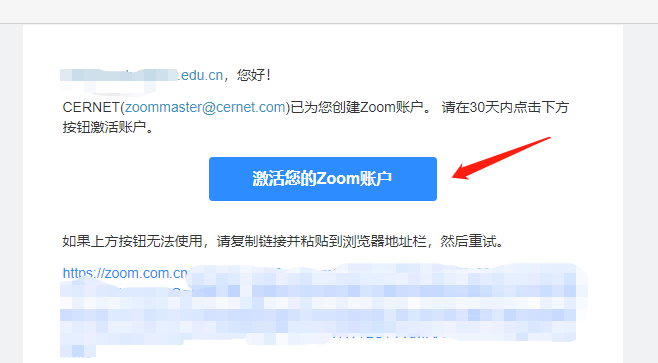 .edu.cn，您好！
CERNET(zoommaster@cernet.com)已为您创建Zoom账户。 请在30天内点击下方
按钮激活账户。
激活您的Zoom账户
如果上方按钮无法使用，请复制链接并粘贴到浏览器地址栏，然后重试。
https://zoom.com.cn